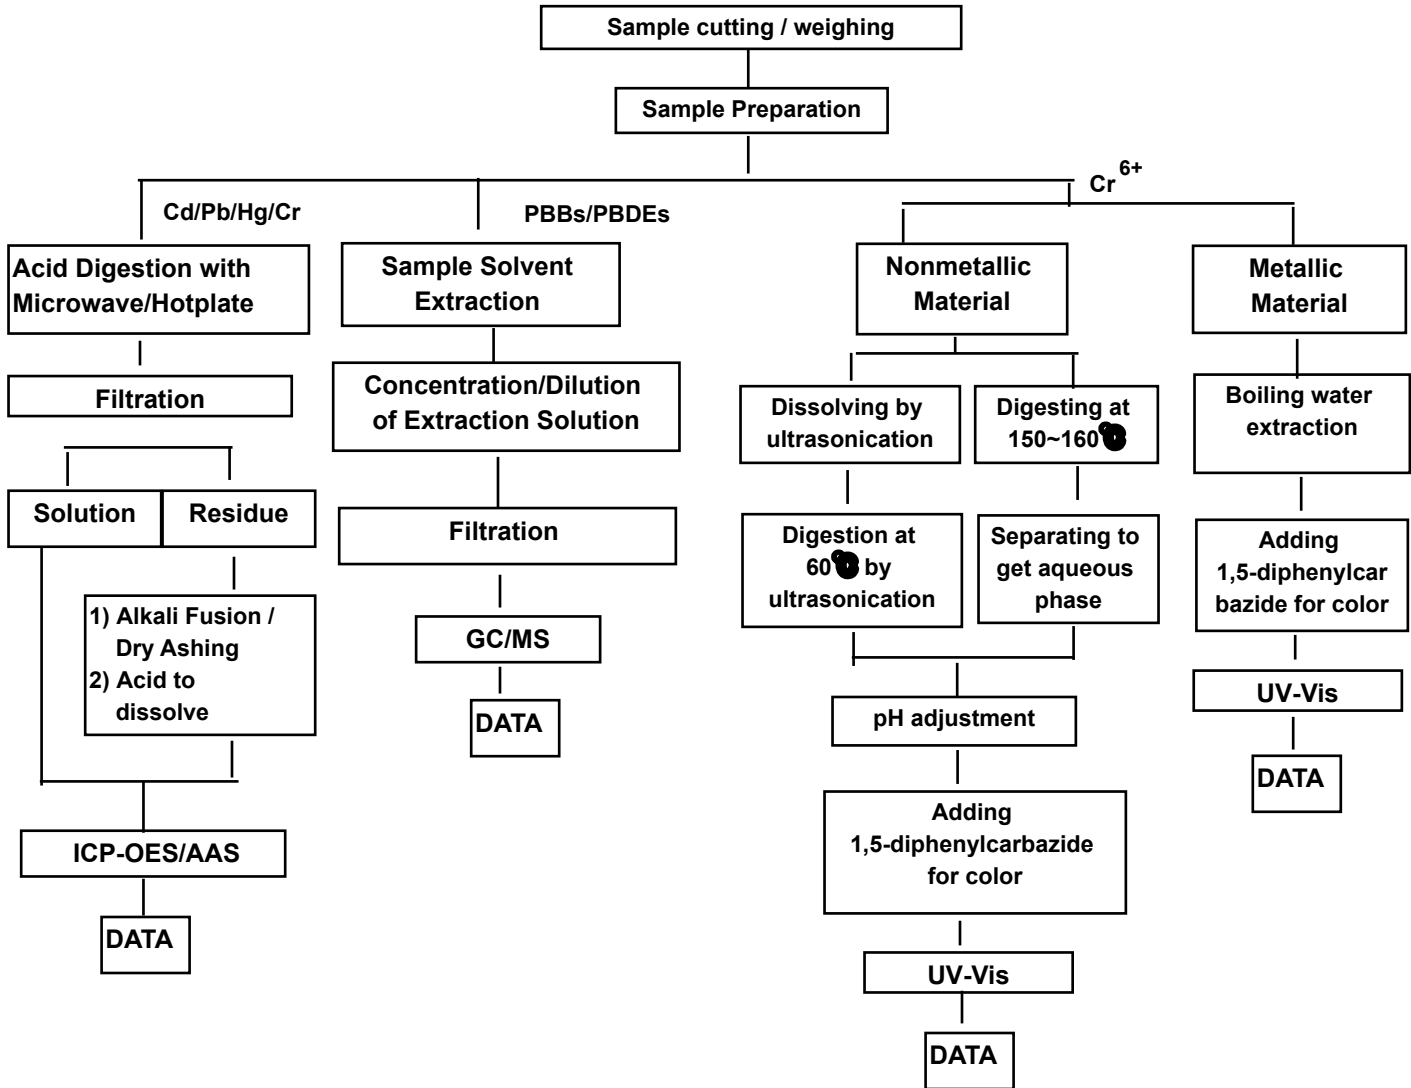 Sample cutting / weighing
Sample Preparation
Cr 6+
Cd/Pb/Hg/Cr
PBBs/PBDEs
Acid Digestion with
Microwave/Hotplate
Filtration
Solution
Residue
1) Alkali Fusion /
Dry Ashing
2) Acid to
dissolve
ICP-OES/AAS
DATA
Sample Solvent
Extraction
Concentration/Dilution
of Extraction Solution
Filtration
GC/MS
DATA
Nonmetallic
Material
Dissolving by
ultrasonication
Digestion at
60℃ by
ultrasonication
Digesting at
150~160℃
Separating to
get aqueous
phase
pH adjustment
Adding
1,5-diphenylcarbazide
for color
UV-Vis
DATA
Metallic
Material
Boiling water
extraction
Adding
1,5-diphenylcar
bazide for color
UV-Vis
DATA